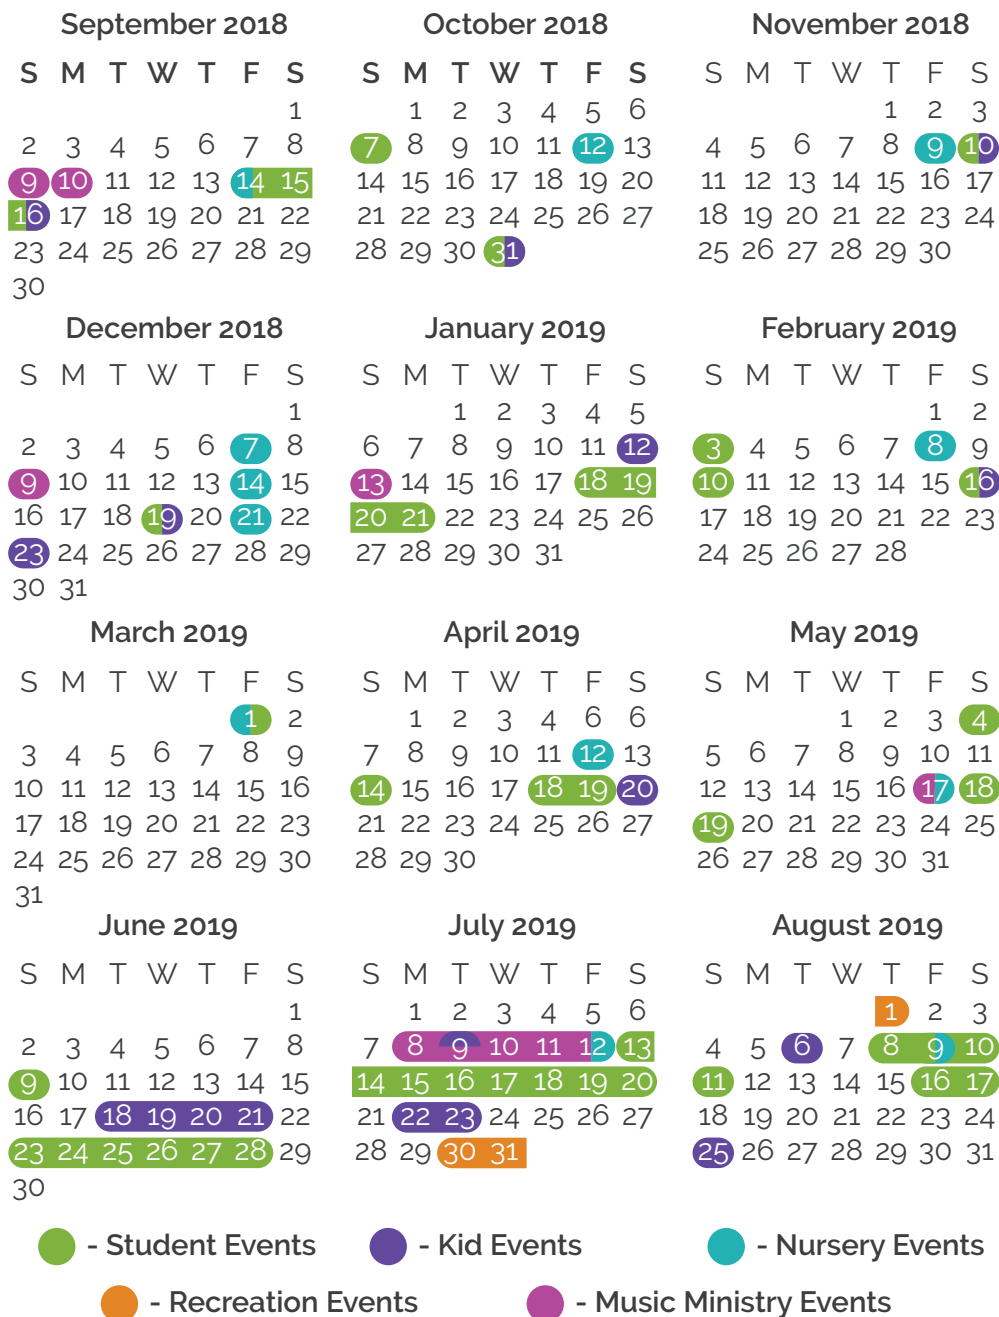 September 2018 October 2018 November 2018
S M T W T F S S M T W T F S S M T W T F S
1 1 2 3 4 5 6 1 2 3
2 3 4 5 6 7 8 7 8 9 10 11 12 13 4 5 6 7 8 9 10
9 10 11 12 13 14 15 14 15 16 17 18 19 20 11 12 13 14 15 16 17
16 17 18 19 20 21 22 21 22 23 24 25 26 27 18 19 20 21 22 23 24
23 24 25 26 27 28 29 28 29 30 31 25 26 27 28 29 30
30
December 2018 January 2019 February 2019
S M T W T F S S M T W T F S S M T W T F S
1 1 2 3 4 5 1 2
2 3 4 5 6 7 8 6 7 8 9 10 11 12 3 4 5 6 7 8 9
9 10 11 12 13 14 15 13 14 15 16 17 18 19 10 11 12 13 14 15 16
16 17 18 19 20 21 22 20 21 22 23 24 25 26 17 18 19 20 21 22 23
23 24 25 26 27 28 29 27 28 29 30 31 24 25 26 27 28
30 31
March 2019 April 2019 May 2019
S M T W T F S S M T W T F S S M T W T F S
1 2 1 2 3 4 6 6 1 2 3 4
3 4 5 6 7 8 9 7 8 9 10 11 12 13 5 6 7 8 9 10 11
10 11 12 13 14 15 16 14 15 16 17 18 19 20 12 13 14 15 16 17 18
17 18 19 20 21 22 23 21 22 23 24 25 26 27 19 20 21 22 23 24 25
24 25 26 27 28 29 30 28 29 30 26 27 28 29 30 31
31
June 2019 July 2019 August 2019
S M T W T F S S M T W T F S S M T W T F S
1 1 2 3 4 5 6 1 2 3
2 3 4 5 6 7 8 7 8 9 10 11 12 13 4 5 6 7 8 9 10
9 10 11 12 13 14 15 14 15 16 17 18 19 20 11 12 13 14 15 16 17
16 17 18 19 20 21 22 21 22 23 24 25 26 27 18 19 20 21 22 23 24
23 24 25 26 27 28 29 28 29 30 31 25 26 27 28 29 30 31
30
- Student Events - Kid Events - Nursery Events
- Recreation Events - Music Ministry Events